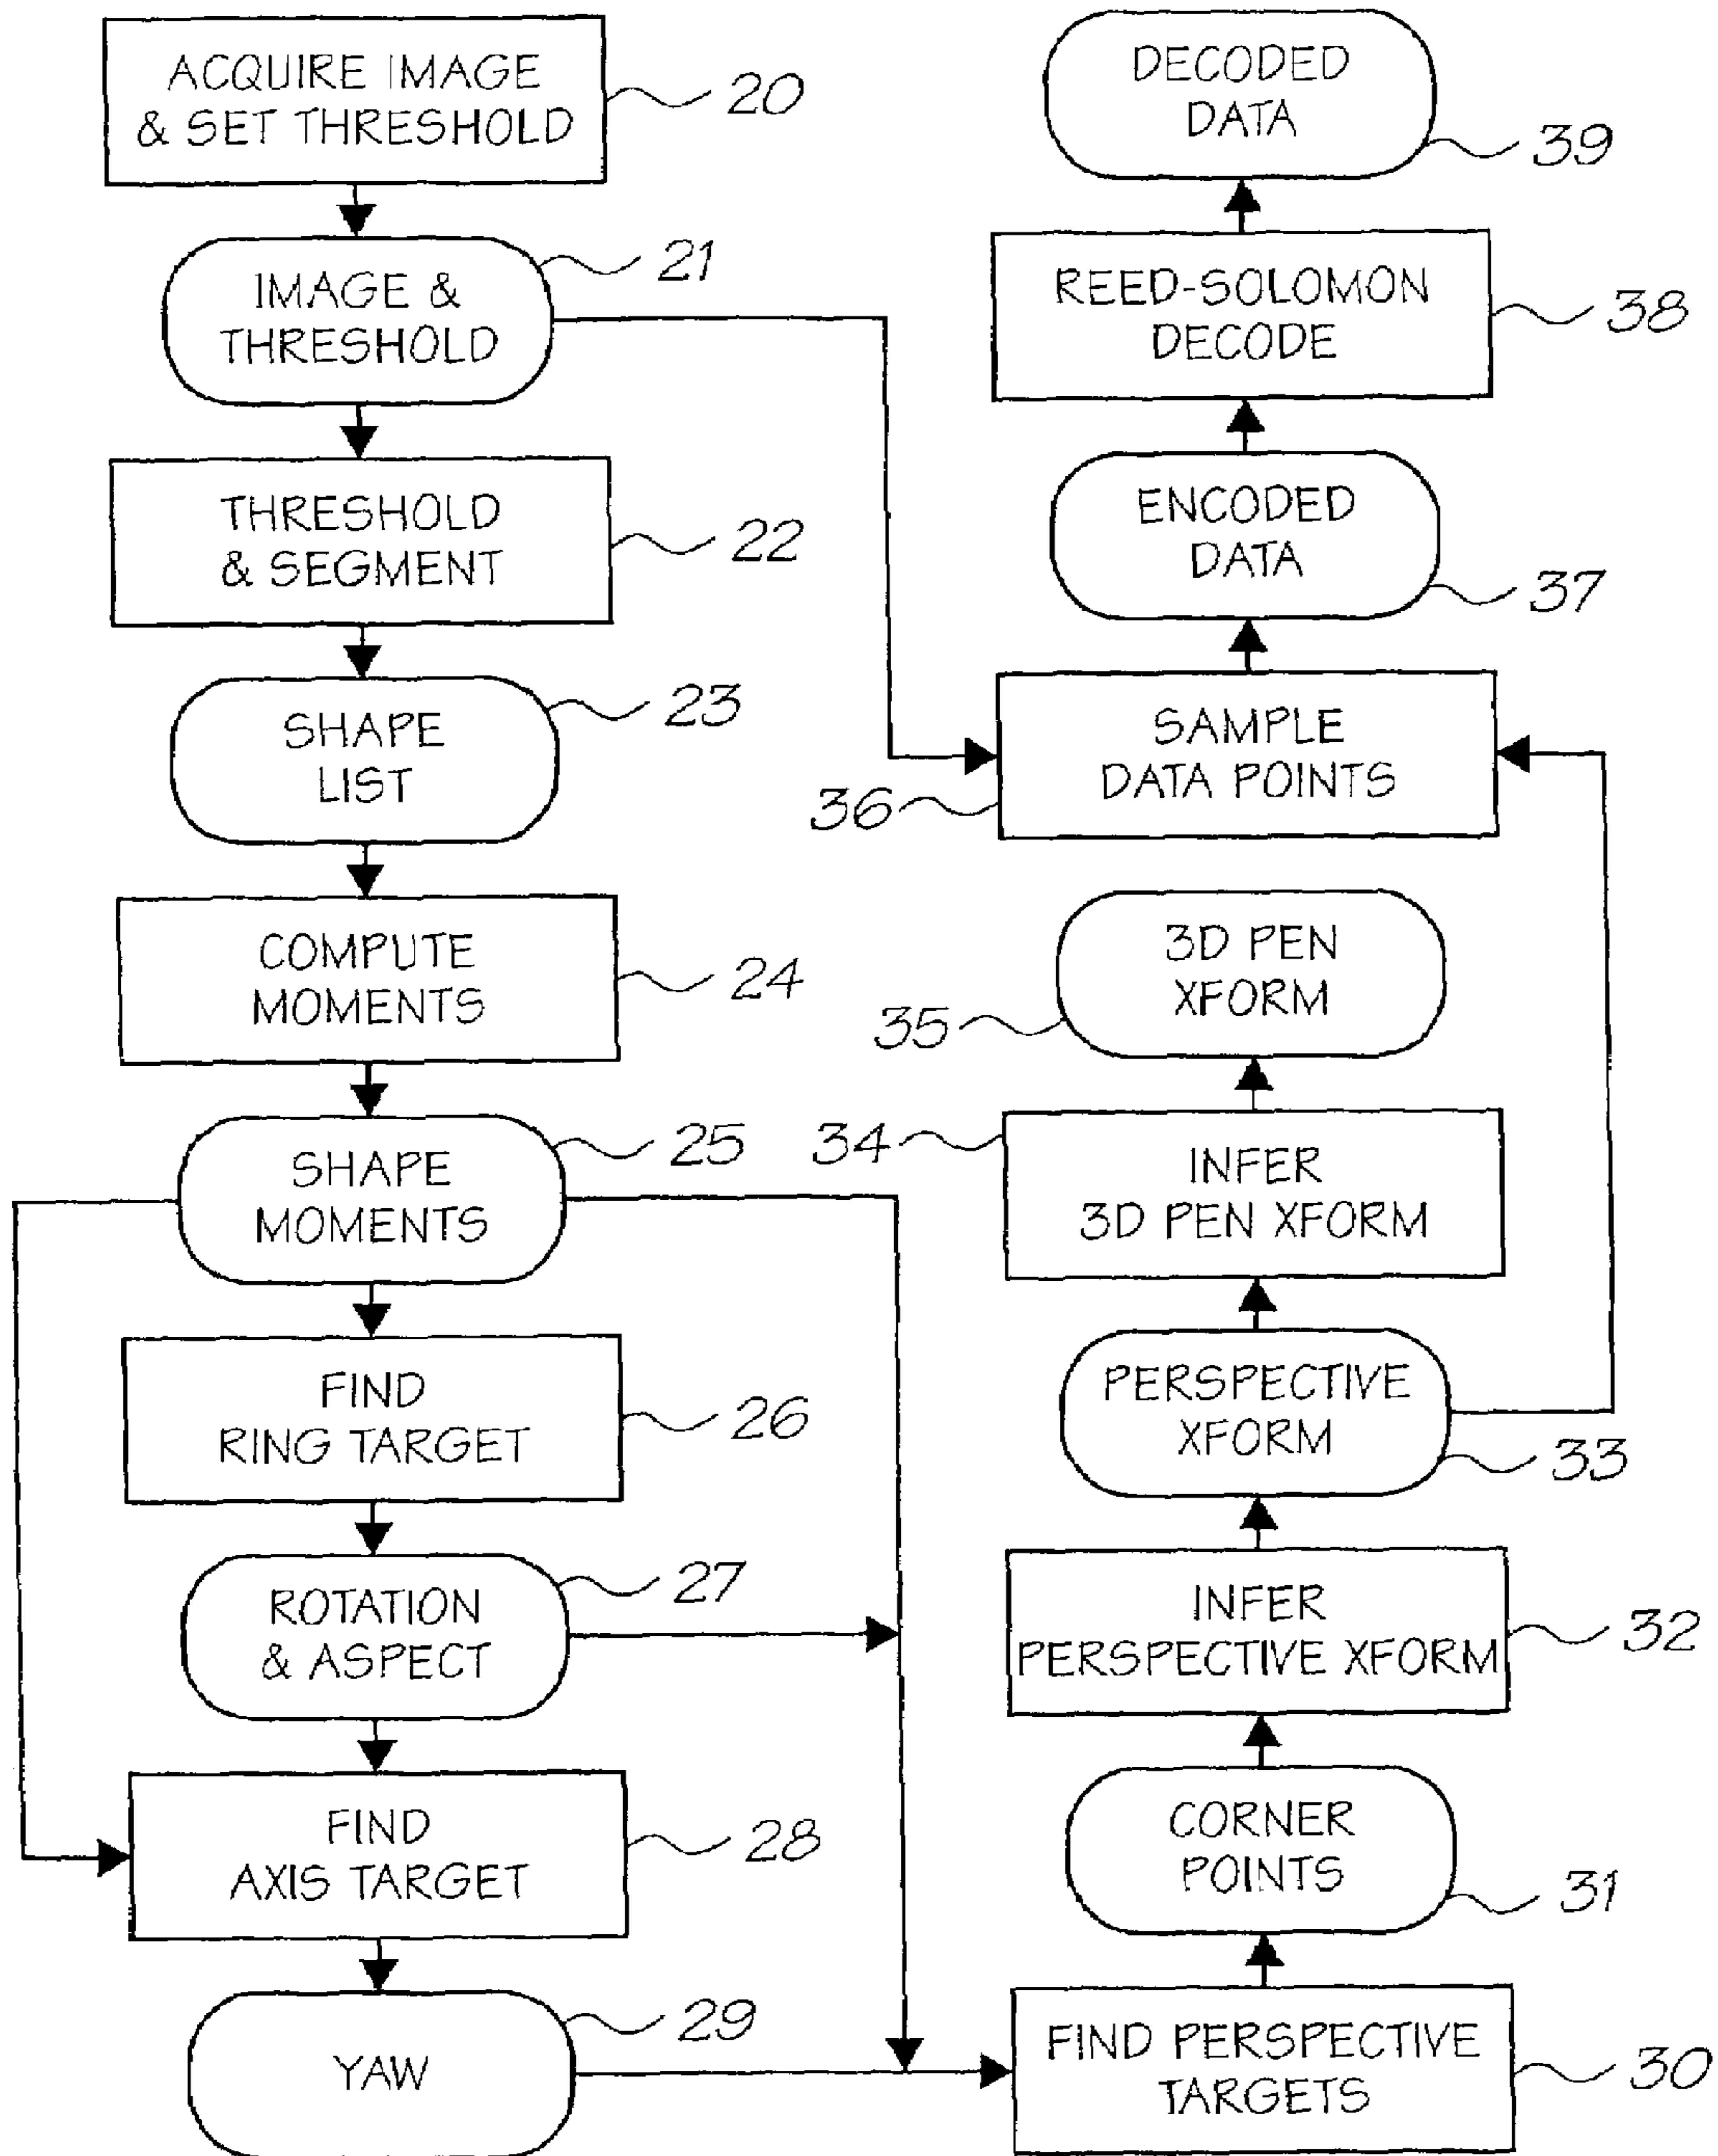 ACQUIRE IMAGE
& SET THRESHOLD
20
IMAGE &
THRESHOLD
21
THRESHOLD
& SEGMENT
22
SHAPE
LIST
23
COMPUTE
MOMENTS
24
SHAPE
MOMENTS
25
FIND
RING TARGET
26
ROTATION
& ASPECT
27
FIND
AXIS TARGET
28
YAW
29
FIND PERSPECTIVE
TARGETS
30
CORNER
POINTS
31
INFER
PERSPECTIVE XFORM
32
PERSPECTIVE
XFORM
33
INFER
3D PEN XFORM
34
3D PEN
XFORM
35
SAMPLE
DATA POINTS
36
ENCODED
DATA
37
REED-SOLOMON
DECODE
38
DECODED
DATA
39